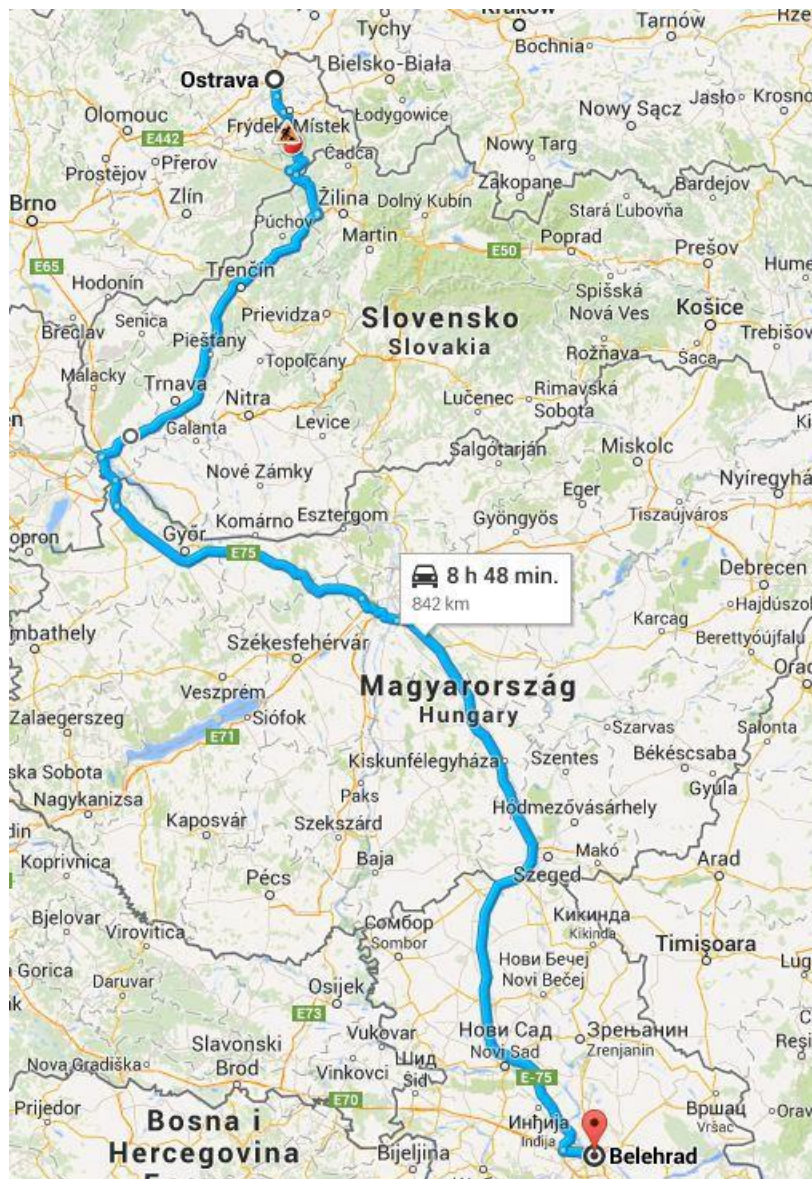 Kraków
Tarnów
Rze
Tychy
Bochnia
Ostrava
Bielsko-Biała
Jasło
Krosno
Łodygowice
Olomouc
Nowy Sącz
E442
Frýdek-Místek
Nowy Targ
Prostějov
Přerov
Čadca
Zlín
Zakopane
Bardejov
Brno
Žilina
Dolný Kubín
Stará Ľubovňa
Púchov
Martin
E50
Poprad
Prešov
E65
Trenčín
Hume
Hodonín
Spišská
Nová Ves
Prievidza
Slovensko
Slovakia
Košice
Břeclav
Senica
Piešťany
Trebišov
Topoľčany
Rožňava
Šaca
Malacky
Trnava
Nitra
Lučenec
Rimavská
Sobota
Galanta
Levice
Salgótarján
Miskolc
Nové Zámky
Nyíregyhá
Eger
Komárno
Esztergom
Gyöngyös
Tiszaújváros
opron
Győr
E75
8 h 48 min.
842 km
Debrecen
Hajdúszol
Karcag
mbathely
Székesfehérvár
Berettyóújfalu
Orad
Veszprém
Magyarország
Hungary
Zalaegerszeg
Siófok
E71
Szarvas
Salonta
ska Sobota
Kiskunfélegyháza
Szentes
Békéscsaba
Gyula
Nagykanizsa
Paks
Kaposvár
Szekszárd
Hódmezővásárhely
Koprivnica
Baja
Makó
Arad
Pécs
Szeged
Bjelovar
Virovitica
Сомбор
Sombor
Кикинда
Kikinda
Timișoara
a Gorica
Daruvar
Нови Бечеј
Novi Bečej
Lug
Osijek
E73
Slavonski
Brod
Vukovar
Нови Сад
Novi Sad
Зрењанин
Zrenjanin
Reși
Nova Gradiška
Vinkovci
Шид
Šid
E-75
E70
Prijedor
Инђија
Inđija
Вршац
Vršac
Orav
Bosna i
Hercegovina
Bijeljina
Belehrad